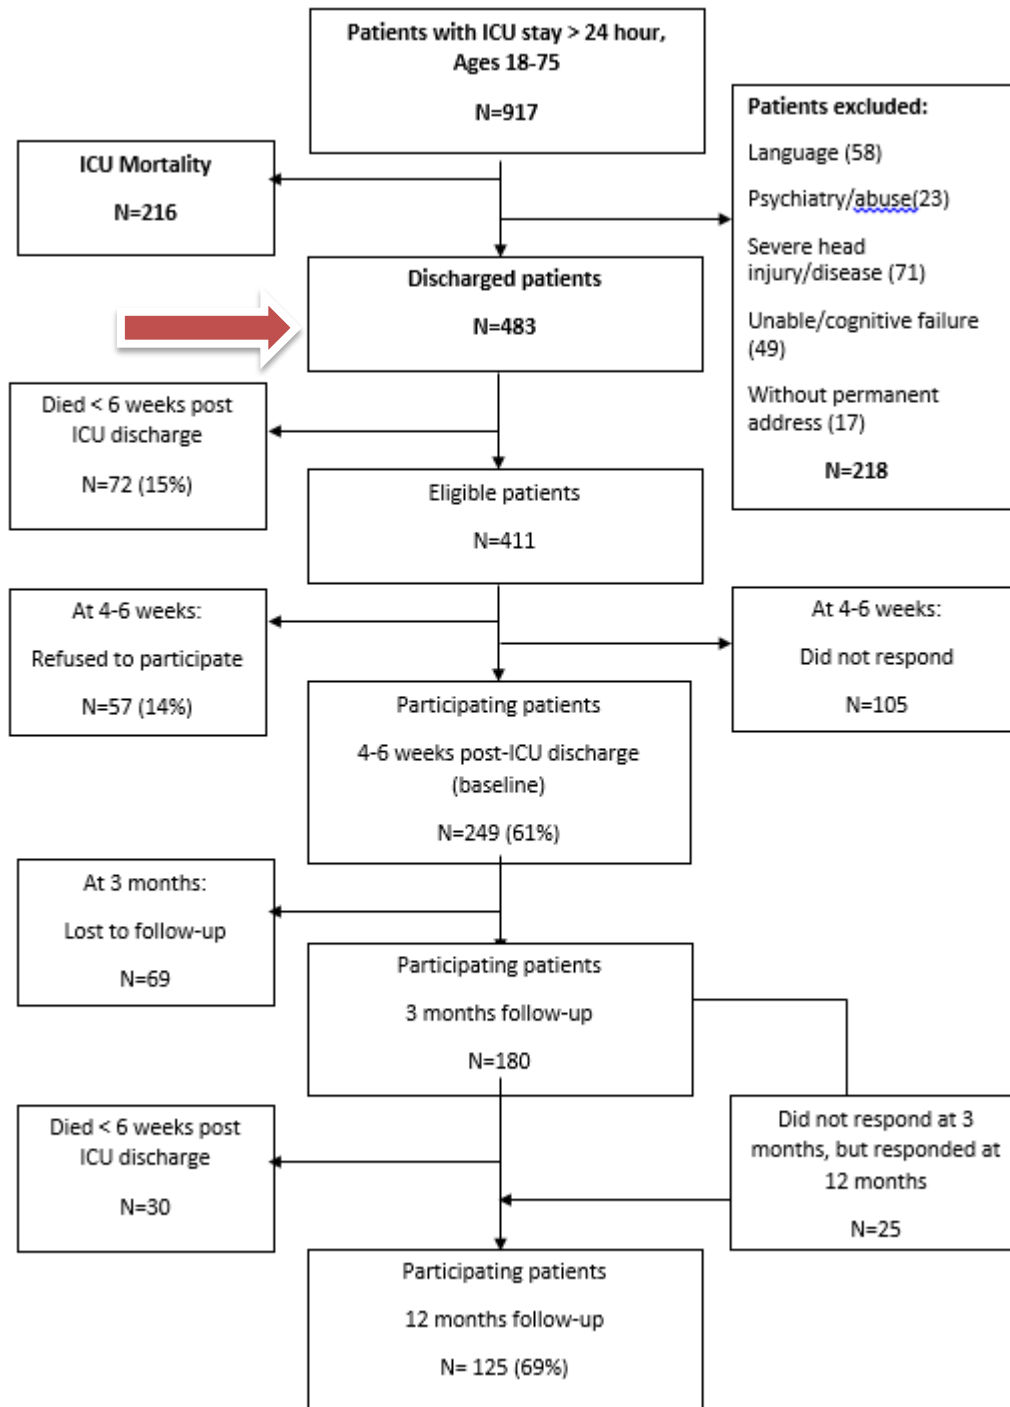 Patients with ICU stay > 24 hour,
Ages 18-75
N=917
Patients excluded:
Language (58)
Psychiatry/abuse(23)
Severe head
injury/disease (71)
Unable/cognitive failure
(49)
Without permanent
address (17)
N=218
ICU Mortality
N=216
Discharged patients
N=483
Died < 6 weeks post
ICU discharge
N=72 (15%)
Eligible patients
N=411
At 4-6 weeks:
Refused to participate
N=57 (14%)
At 4-6 weeks:
Did not respond
N=105
Participating patients
4-6 weeks post-ICU discharge
(baseline)
N=249 (61%)
At 3 months:
Lost to follow-up
N=69
Participating patients
3 months follow-up
N=180
Died < 6 weeks post
ICU discharge
N=30
Did not respond at 3
months, but responded at
12 months
N=25
Participating patients
12 months follow-up
N= 125 (69%)